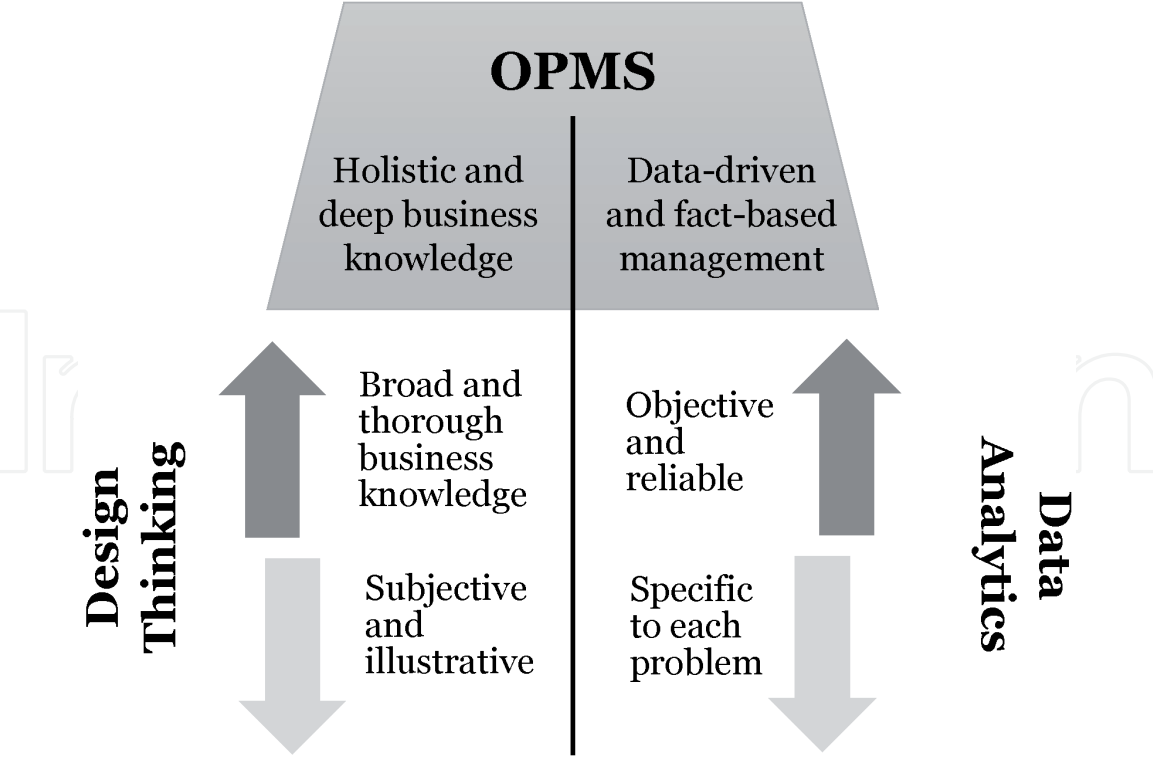 OPMS
Holistic and
deep business
knowledge
Data-driven
and fact-based
management
Design
Thinking
Broad and
thorough
business
knowledge
Objective
and
reliable
Data
Analytics
Subjective
and
illustrative
Specific
to each
problem